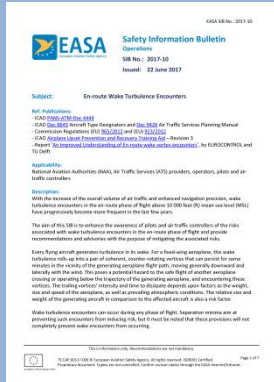 EASA SIB No.: 2017-10
EASA
Safety Information Bulletin
Operations
SIB No.: 2017-10
Issued: 22 June 2017
Subject: En-route Wake Turbulence Encounters
Ref. Publications:
- ICAO PANS-ATM Doc 4444
- ICAO Doc 8643 Aircraft Type Designators and Doc 9426 Air Traffic Services Planning Manual
- Commission Regulations (EU) 965/2012 and (EU) 923/2012
- ICAO Airplane Upset Prevention and Recovery Training Aid – Revision 3
- Report 'An Improved Understanding of En-route wake vortex encounters', by EUROCONTROL and
TU Delft
Applicability:
National Aviation Authorities (NAA), Air Traffic Services (ATS) providers, operators, pilots and air
traffic controllers
Description:
With the increase of the overall volume of air traffic and enhanced navigation precision, wake
turbulence encounters in the en-route phase of flight above 10 000 feet (ft) mean sea level (MSL)
have progressively become more frequent in the last few years.
The aim of this SIB is to enhance the awareness of pilots and air traffic controllers of the risks
associated with wake turbulence encounters in the en-route phase of flight and provide
recommendations and advisories with the purpose of mitigating the associated risks.
Every flying aircraft generates turbulence in its wake. For a fixed-wing aeroplane, this wake
turbulence rolls-up into a pair of coherent, counter-rotating vortices that can persist for some
minutes in the vicinity of the generating aeroplane flight path, moving generally downward and
laterally with the wind. This poses a potential hazard to the safe flight of another aeroplane
crossing or operating below the trajectory of the generating aeroplane, and encountering these
vortices. The trailing vortices' intensity and time to dissipate depends upon factors as the weight,
size and speed of the aeroplane, as well as prevailing atmospheric conditions. The relative size and
weight of the generating aircraft in comparison to the affected aircraft is also a risk factor.
Wake turbulence encounters can occur during any phase of flight. Separation minima aim at
preventing such encounters from inducing risk, but it must be noted that those provisions will not
completely prevent wake encounters from occurring.
This is information only. Recommendations are not mandatory.